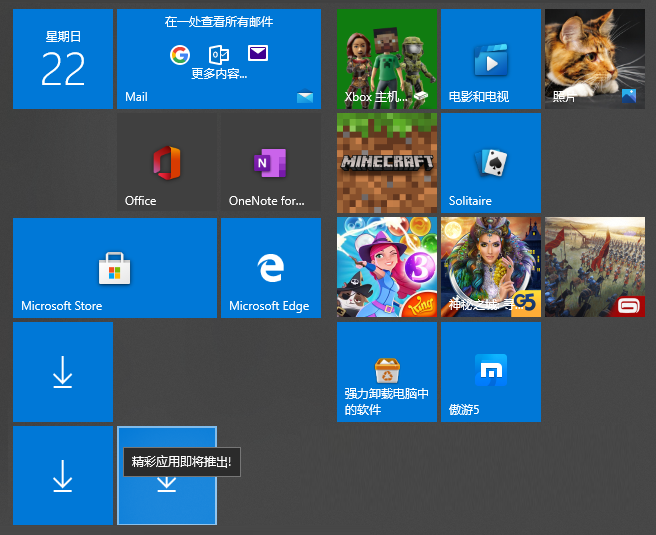 星期日
22
在一处查看所有邮件
更多内容...
Mail
Xbox 主机...
电影和电视
照片
Office
N
OneNote for...
MINECRAFT
Solitaire
Microsoft Store
Microsoft Edge
3
King
神秘之城-寻...
G5
强力卸载电脑中
的软件
傲游5
精彩应用即将推出!